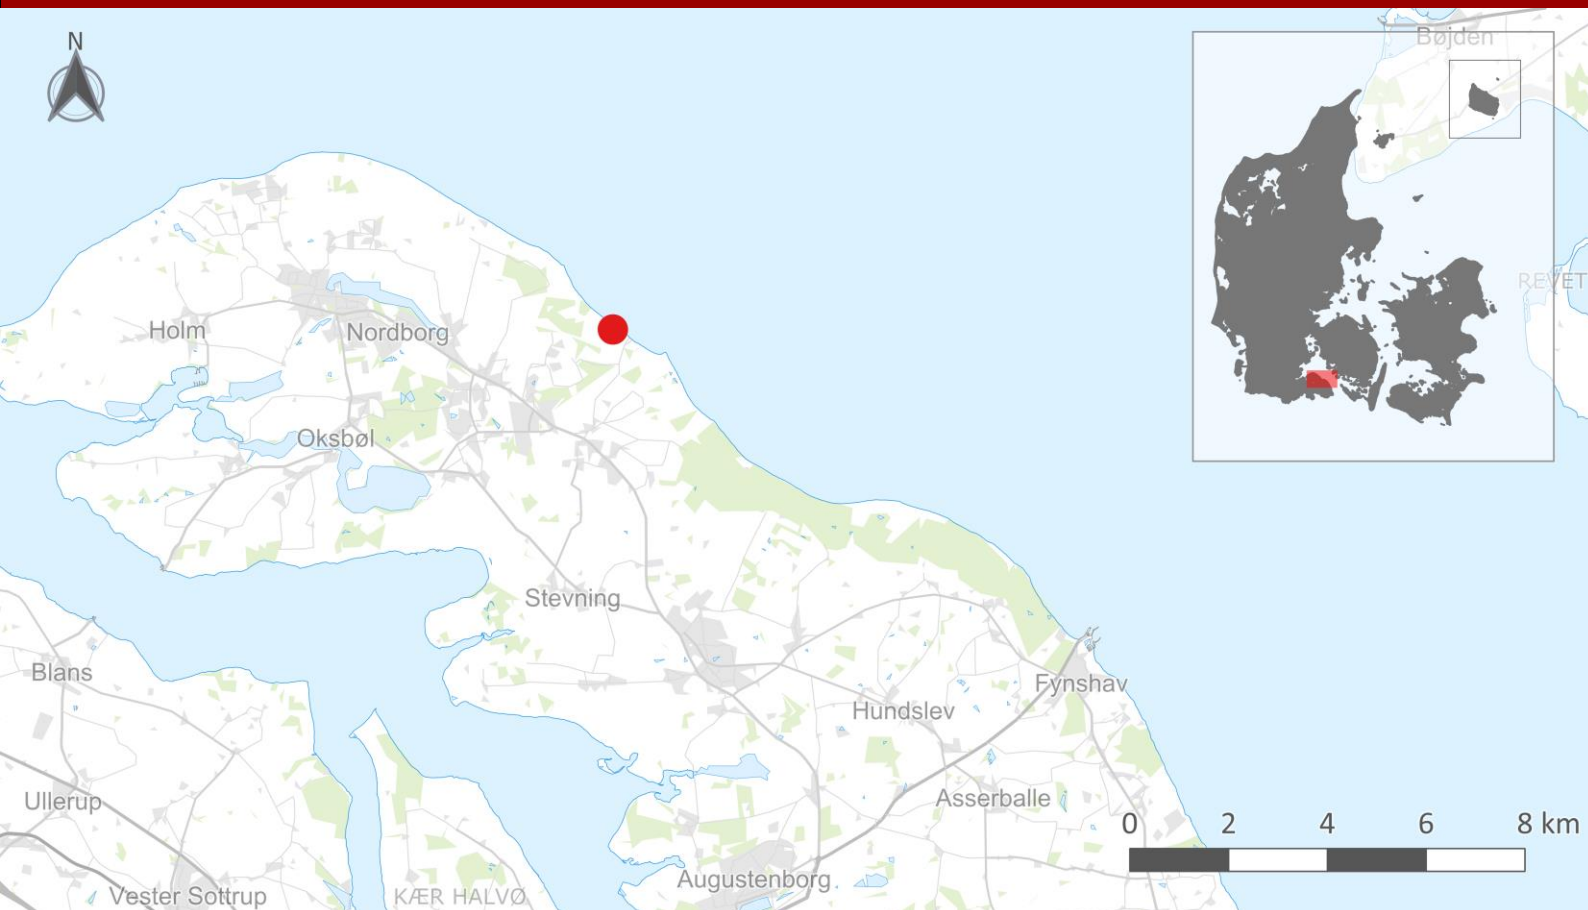 N
Bøjden
REVET
Holm
Nordborg
Oksbøl
Stevning
Blans
Fynshav
Hundslev
Ullerup
Asserballe
0 2 4 6 8 km
Augustenborg
Vester Sottrup
KÆR HALVØ